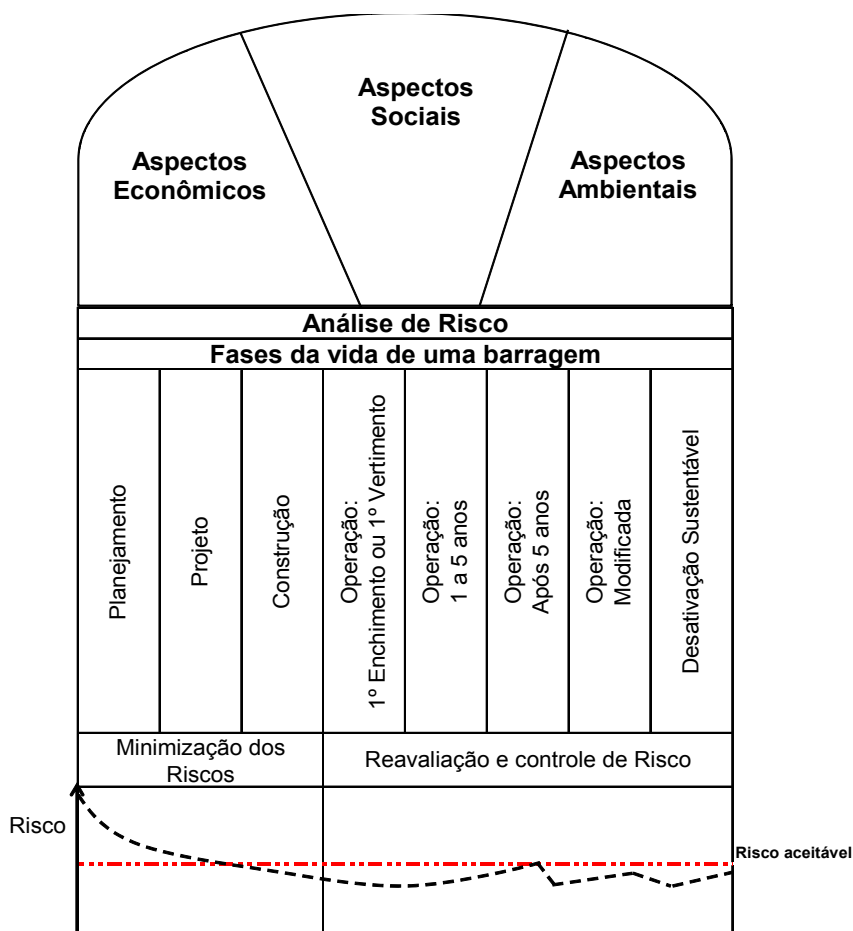 Aspectos
Sociais
Aspectos
Econômicos
Aspectos
Ambientais
Análise de Risco
Fases da vida de uma barragem
Planejamento
Projeto
Construção
Operação:
1º Enchimento ou 1º Vertimento
Operação:
1 a 5 anos
Operação:
Após 5 anos
Operação:
Modificada
Desativação Sustentável
Minimização dos
Riscos
Reavaliação e controle de Risco
Risco
Risco aceitável